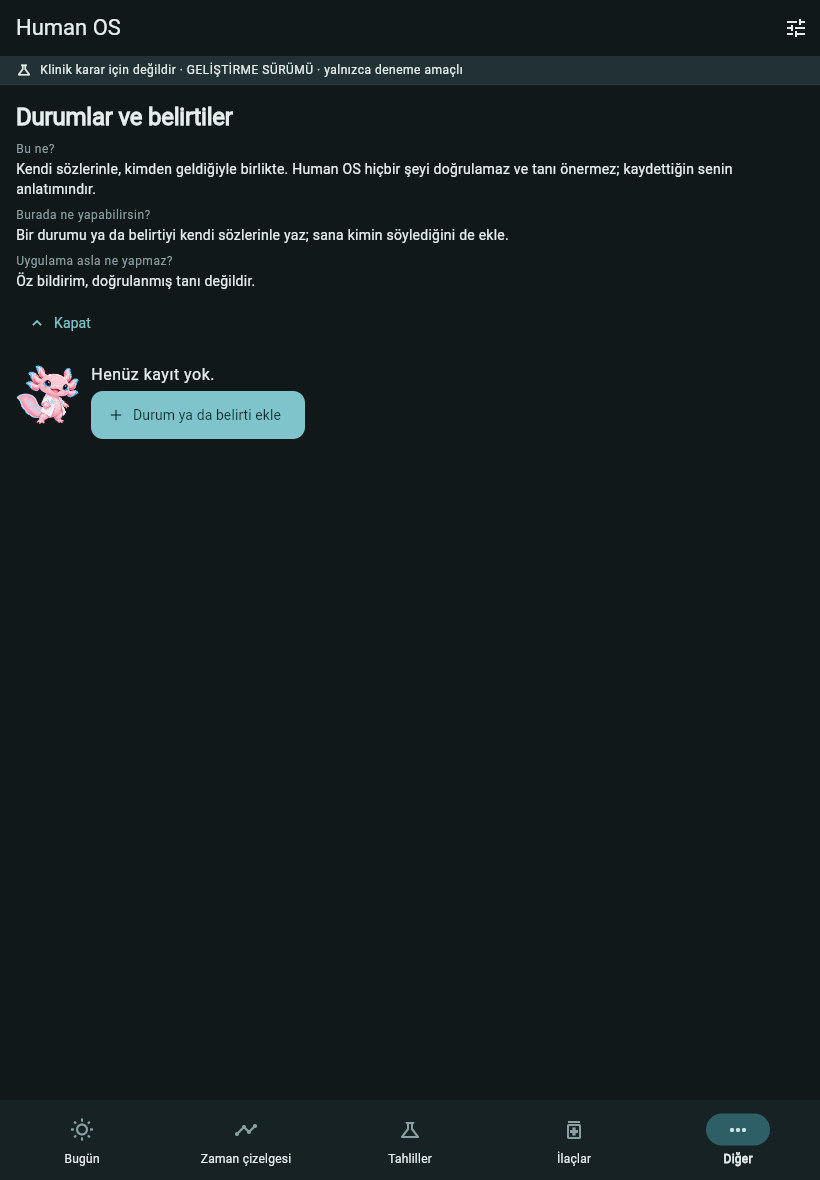 Human OS
Klinik karar için değildir · GELİŞTİRME SÜRÜMÜ · yalnızca deneme amaçlı
Durumlar ve belirtiler
Bu ne?
Kendi sözlerinle, kimden geldiğiyle birlikte. Human OS hiçbir şeyi doğrulamaz ve tanı önermez; kaydettiğin senin
anlatımındır.
Burada ne yapabilirsin?
Bir durumu ya da belirtiyi kendi sözlerinle yaz; sana kimin söylediğini de ekle.
Uygulama asla ne yapmaz?
Öz bildirim, doğrulanmış tanı değildir.
Kapat
Henüz kayıt yok.
Durum ya da belirti ekle
Bugün
Zaman çizelgesi
Tahliller
İlaçlar
Diğer